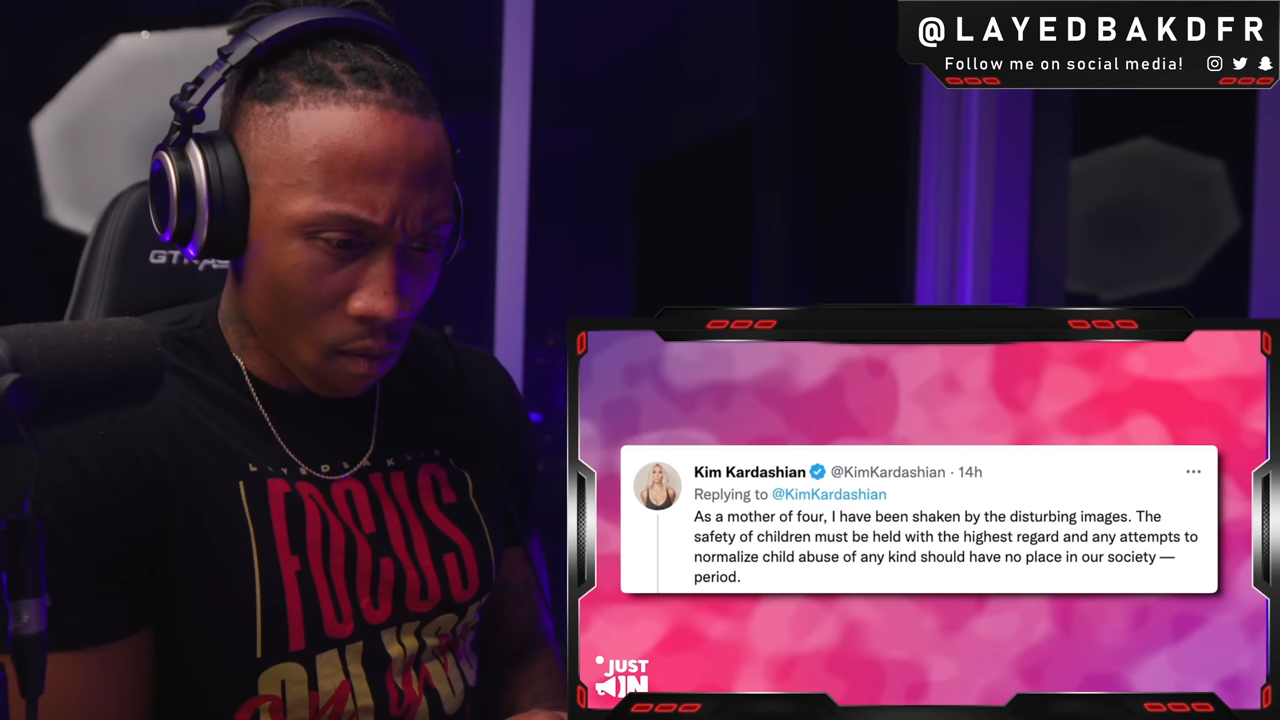 @LAYEDBAKDFR
Follow me on social media!
FOCUS
Kim Kardashian @KimKardashian · 14h
Replying to @KimKardashian
As a mother of four, I have been shaken by the disturbing images. The
safety of children must be held with the highest regard and any attempts to
normalize child abuse of any kind should have no place in our society —
period.
JUST
IN